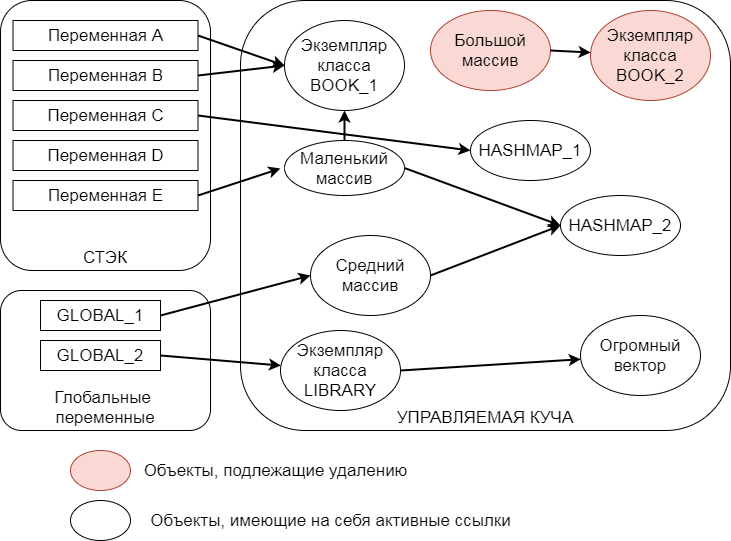 Переменная A
Переменная B
Переменная C
Переменная D
Переменная E
СТЭК
GLOBAL_1
GLOBAL_2
Глобальные
переменные
Экземпляр
класса
BOOK_1
Большой
массив
Экземпляр
класса
BOOK_2
HASHMAP_1
Маленький
массив
HASHMAP_2
Средний
массив
Экземпляр
класса
LIBRARY
Огромный
вектор
УПРАВЛЯЕМАЯ КУЧА
Объекты, подлежащие удалению
Объекты, имеющие на себя активные ссылки